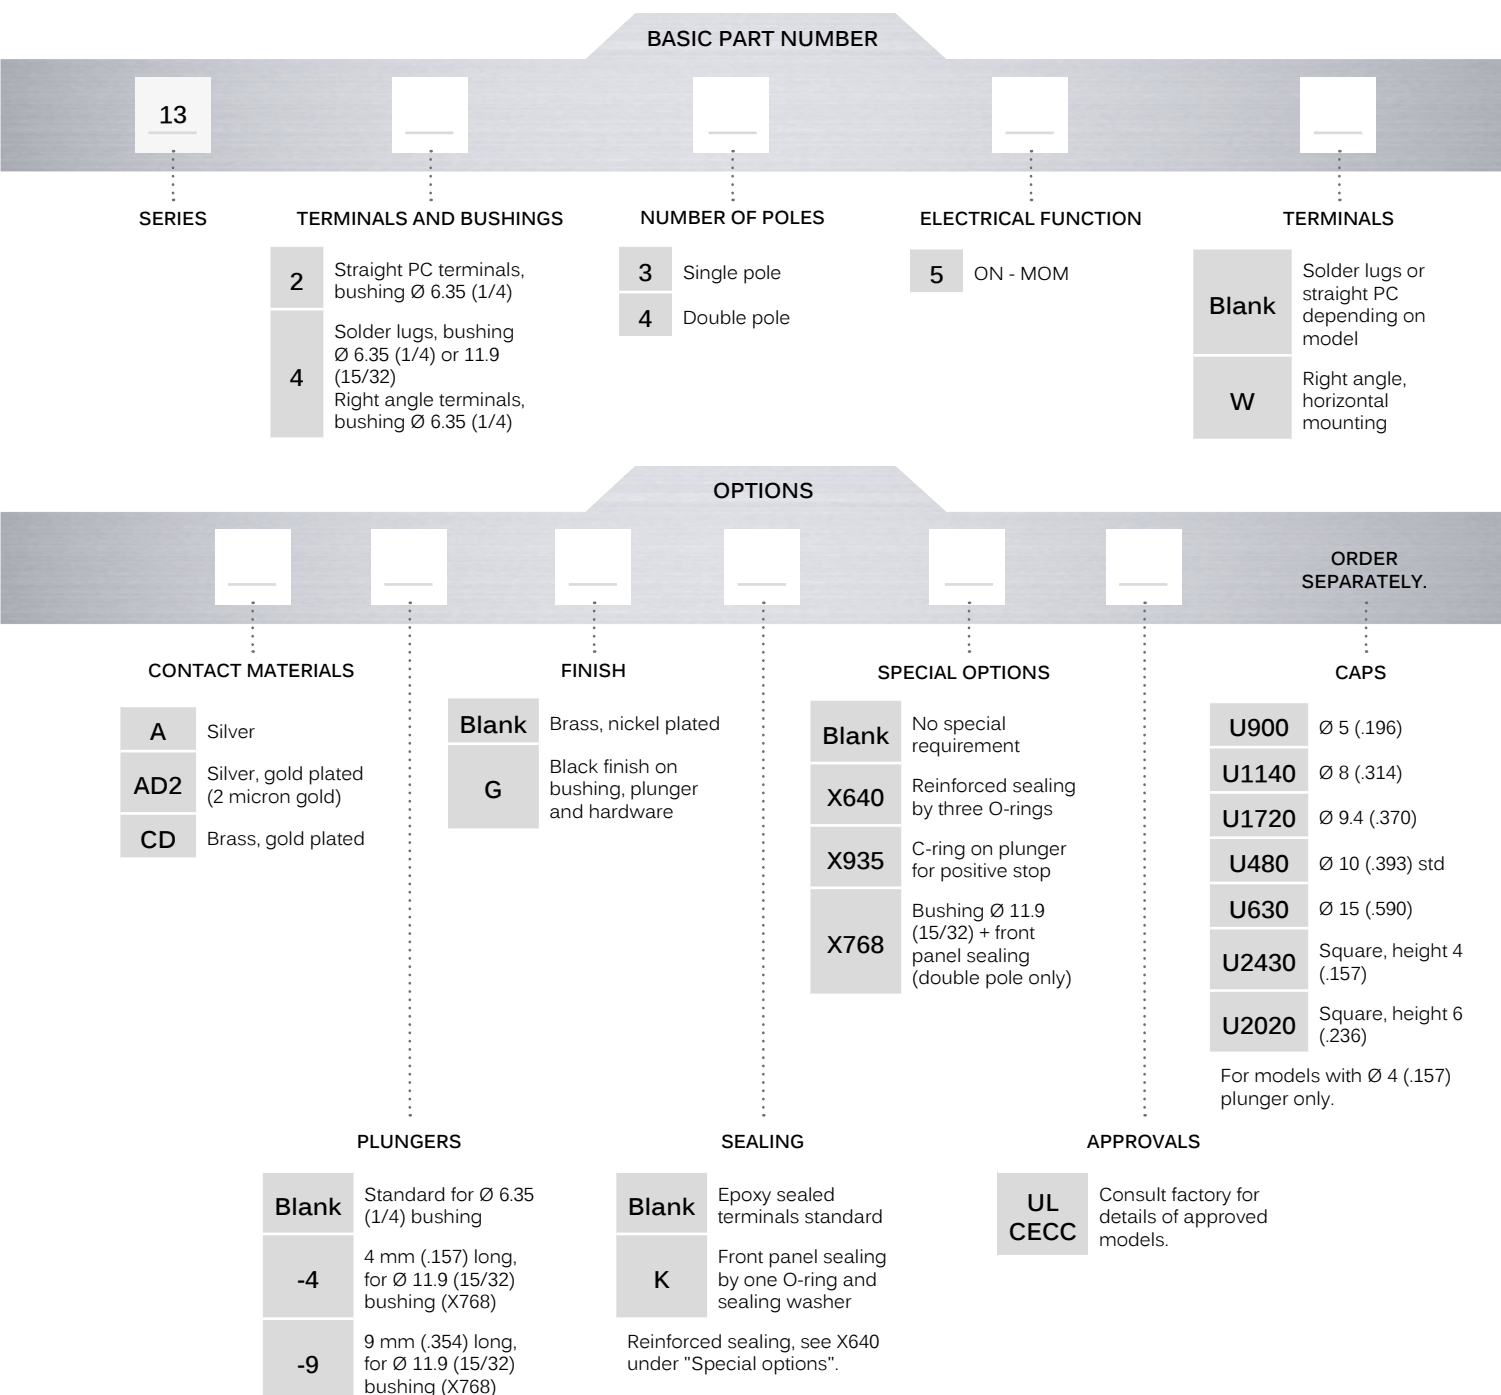 BASIC PART NUMBER
13
SERIES
TERMINALS AND BUSHINGS
2
Straight PC terminals,
bushing Ø 6.35 (1/4)
4
Solder lugs, bushing
Ø 6.35 (1/4) or 11.9
(15/32)
Right angle terminals,
bushing Ø 6.35 (1/4)
NUMBER OF POLES
3
Single pole
4
Double pole
ELECTRICAL FUNCTION
5
ON - MOM
TERMINALS
Blank
Solder lugs or
straight PC
depending on
model
W
Right angle,
horizontal
mounting
OPTIONS
ORDER
SEPARATELY.
CONTACT MATERIALS
A
Silver
AD2
Silver, gold plated
(2 micron gold)
CD
Brass, gold plated
FINISH
Blank
Brass, nickel plated
G
Black finish on
bushing, plunger
and hardware
SPECIAL OPTIONS
Blank
No special
requirement
X640
Reinforced sealing
by three O-rings
X935
C-ring on plunger
for positive stop
X768
Bushing Ø 11.9
(15/32) + front
panel sealing
(double pole only)
CAPS
U900
Ø 5 (.196)
U1140
Ø 8 (.314)
U1720
Ø 9.4 (.370)
U480
Ø 10 (.393) std
U630
Ø 15 (.590)
U2430
Square, height 4
(.157)
U2020
Square, height 6
(.236)
For models with Ø 4 (.157)
plunger only.
PLUNGERS
Blank
Standard for Ø 6.35
(1/4) bushing
-4
4 mm (.157) long,
for Ø 11.9 (15/32)
bushing (X768)
-9
9 mm (.354) long,
for Ø 11.9 (15/32)
bushing (X768)
SEALING
Blank
Epoxy sealed
terminals standard
K
Front panel sealing
by one O-ring and
sealing washer
Reinforced sealing, see X640
under "Special options".
APPROVALS
UL
CECC
Consult factory for
details of approved
models.